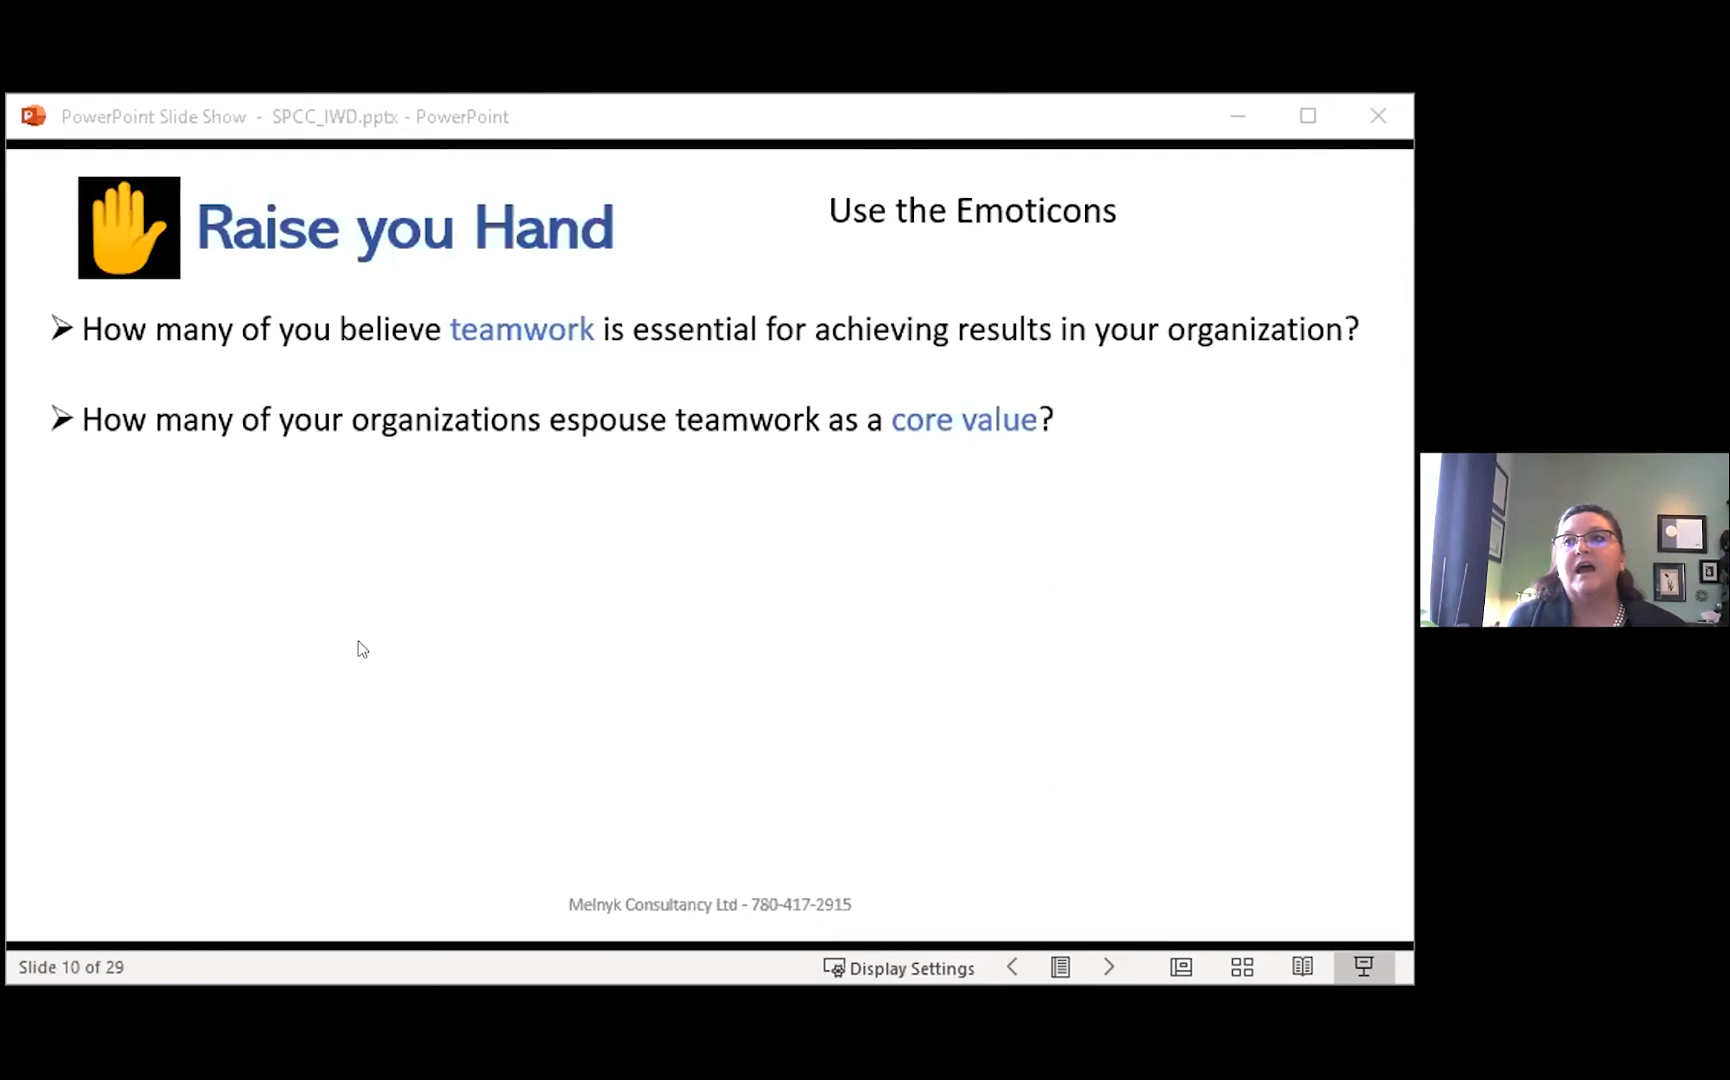 PowerPoint Slide Show - SPCC_IWD.pptx - PowerPoint
Raise you Hand
Use the Emoticons
How many of you believe teamwork is essential for achieving results in your organization?
How many of your organizations espouse teamwork as a core value?
Melnyk Consultancy Ltd - 780-417-2915
Slide 10 of 29
Display Settings